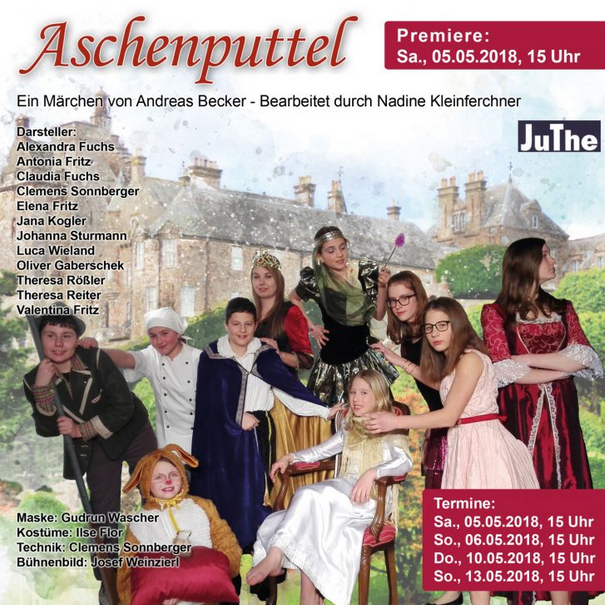 Aschenputtel
Premiere:
Sa., 05.05.2018, 15 Uhr
Ein Märchen von Andreas Becker - Bearbeitet durch Nadine Kleinferchner
JuThe
Darsteller:
Alexandra Fuchs
Antonia Fritz
Claudia Fuchs
Clemens Sonnberger
Elena Fritz
Jana Kogler
Johanna Sturmann
Luca Wieland
Oliver Gaberschek
Theresa Rößler
Theresa Reiter
Valentina Fritz
Maske: Gudrun Wascher
Kostüme: Ilse Flor
Technik: Clemens Sonnberger
Bühnenbild: Josef Weinzierl
Termine:
Sa., 05.05.2018, 15 Uhr
So., 06.05.2018, 15 Uhr
Do., 10.05.2018, 15 Uhr
So., 13.05.2018, 15 Uhr